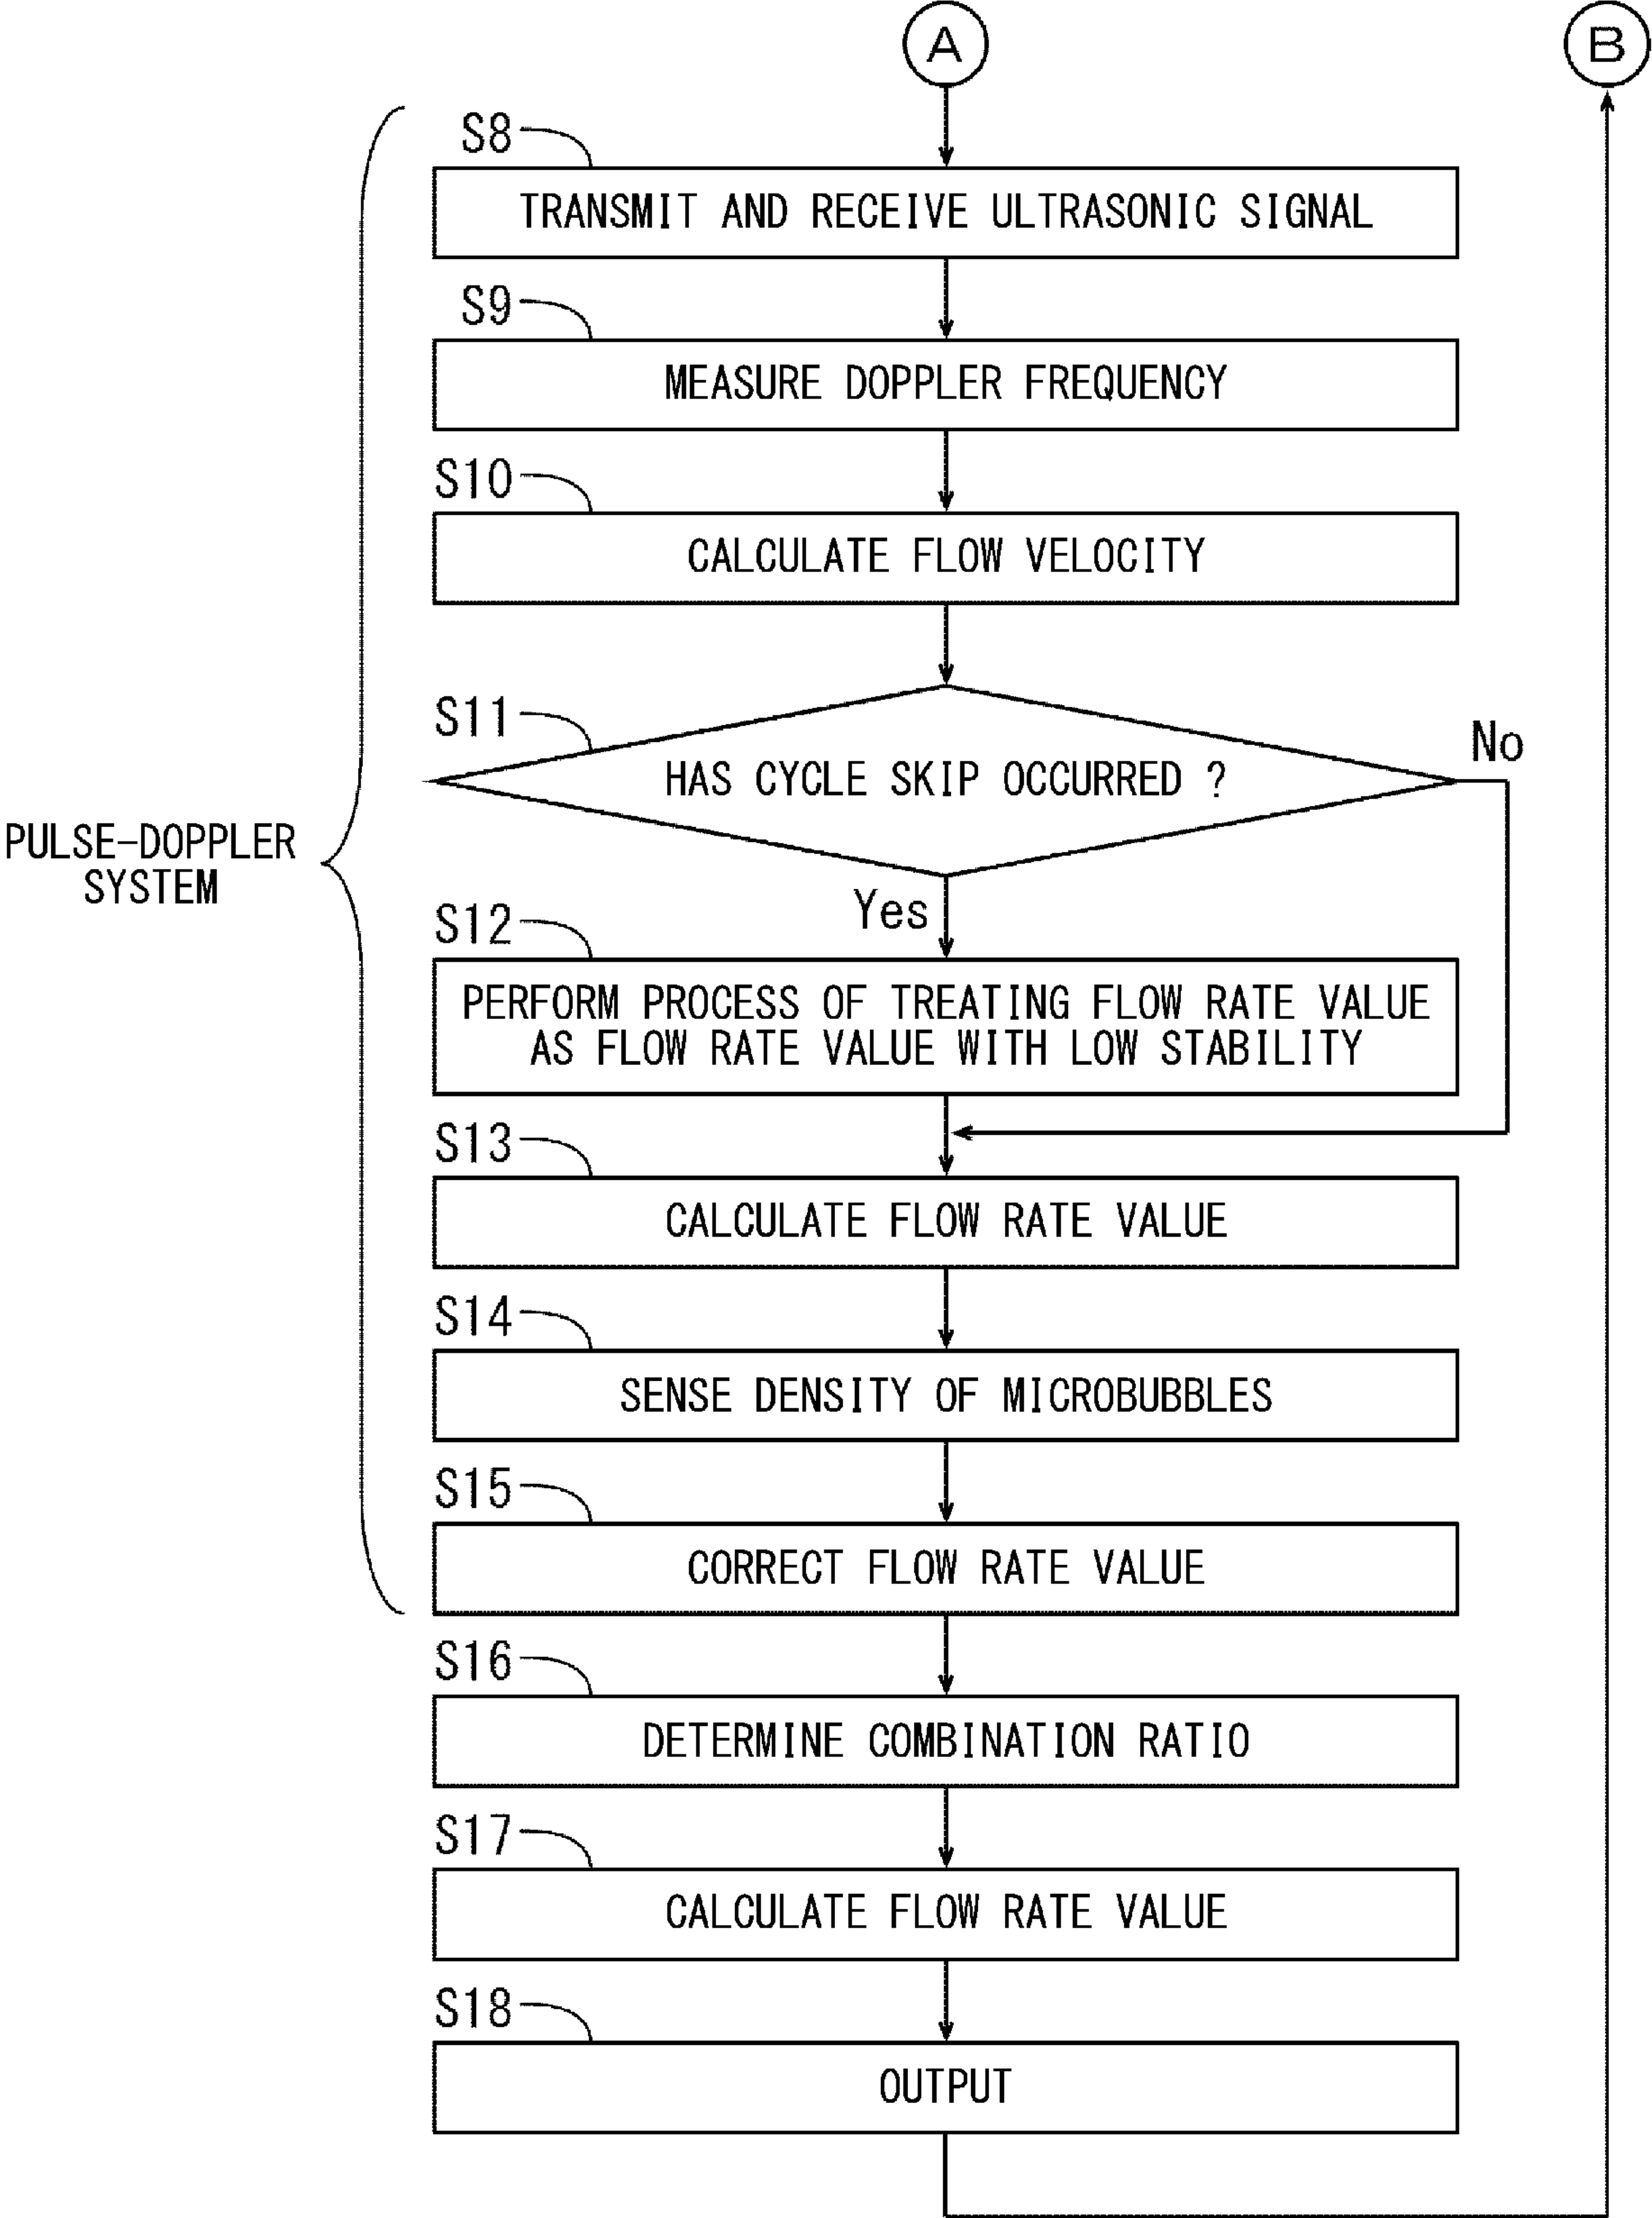 A
B
S8
TRANSMIT AND RECEIVE ULTRASONIC SIGNAL
S9
MEASURE DOPPLER FREQUENCY
S10
CALCULATE FLOW VELOCITY
S11
HAS CYCLE SKIP OCCURRED ?
No
Yes
PULSE-DOPPLER
SYSTEM
S12
PERFORM PROCESS OF TREATING FLOW RATE VALUE
AS FLOW RATE VALUE WITH LOW STABILITY
S13
CALCULATE FLOW RATE VALUE
S14
SENSE DENSITY OF MICROBUBBLES
S15
CORRECT FLOW RATE VALUE
S16
DETERMINE COMBINATION RATIO
S17
CALCULATE FLOW RATE VALUE
S18
OUTPUT